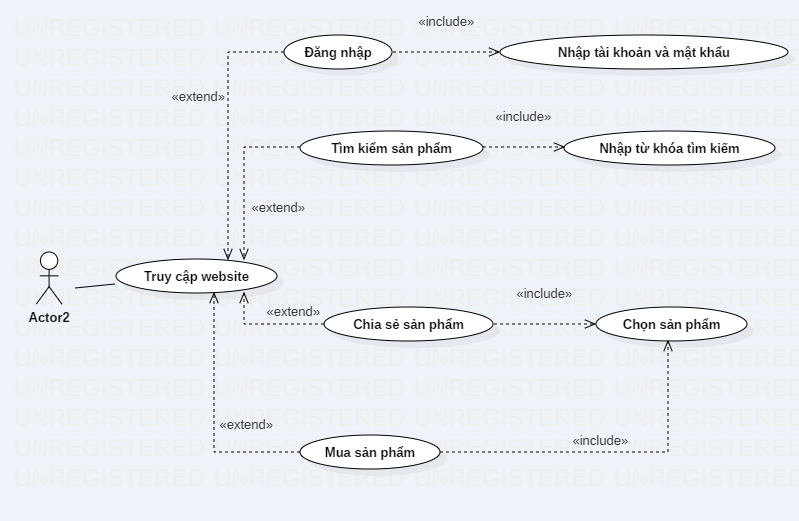 «include»
Đăng nhập
Nhập tài khoản và mật khẩu
«extend»
«include»
Tìm kiếm sản phẩm
Nhập từ khóa tìm kiếm
«extend»
Truy cập website
Actor2
«include»
«extend»
Chia sẻ sản phẩm
Chọn sản phẩm
«extend»
«include»
Mua sản phẩm
UNREGISTERED